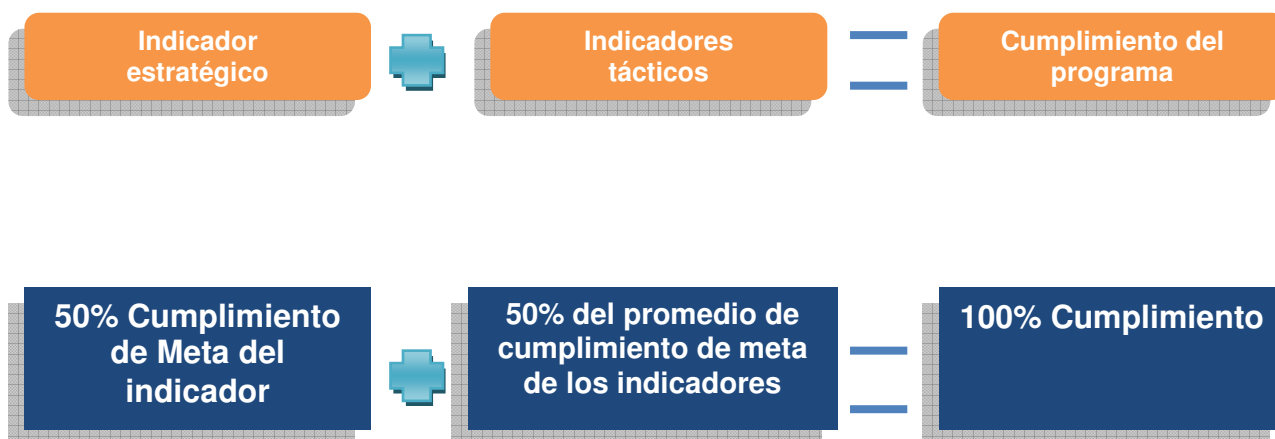 Indicador
estratégico
Indicadores
tácticos
Cumplimiento del
programa
50% Cumplimiento
de Meta del
indicador
50% del promedio de
cumplimiento de meta
de los indicadores
100% Cumplimiento